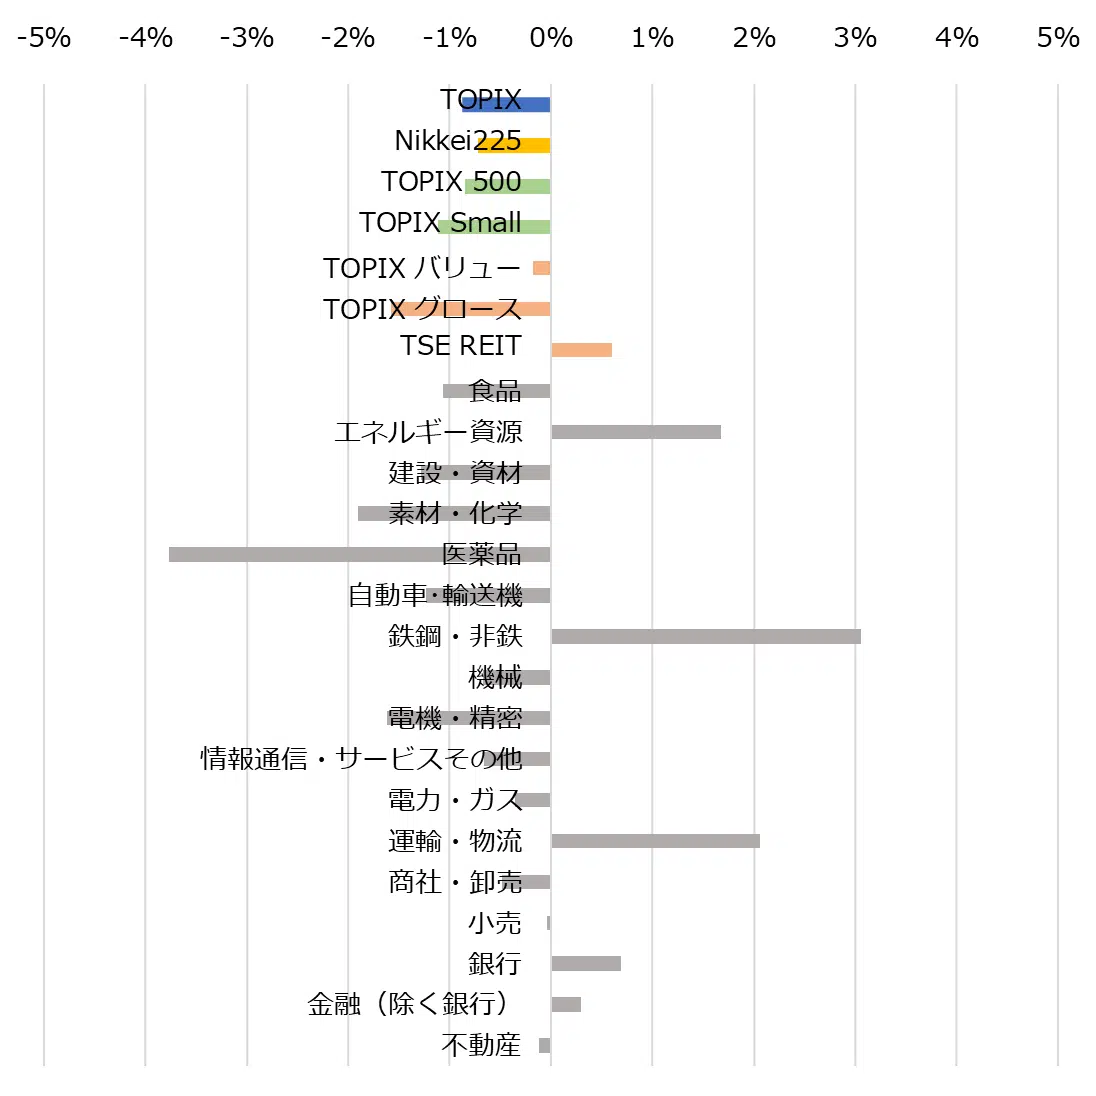 -5% -4% -3% -2% -1% 0% 1% 2% 3% 4% 5%
TOPIX
Nikkei225
TOPIX 500
TOPIX Small
TOPIX バリュー
TOPIX グロース
TSE REIT
食品
エネルギー資源
建設・資材
素材・化学
医薬品
自動車･輸送機
鉄鋼・非鉄
機械
電機・精密
情報通信・サービスその他
電力・ガス
運輸・物流
商社・卸売
小売
銀行
金融（除く銀行）
不動産